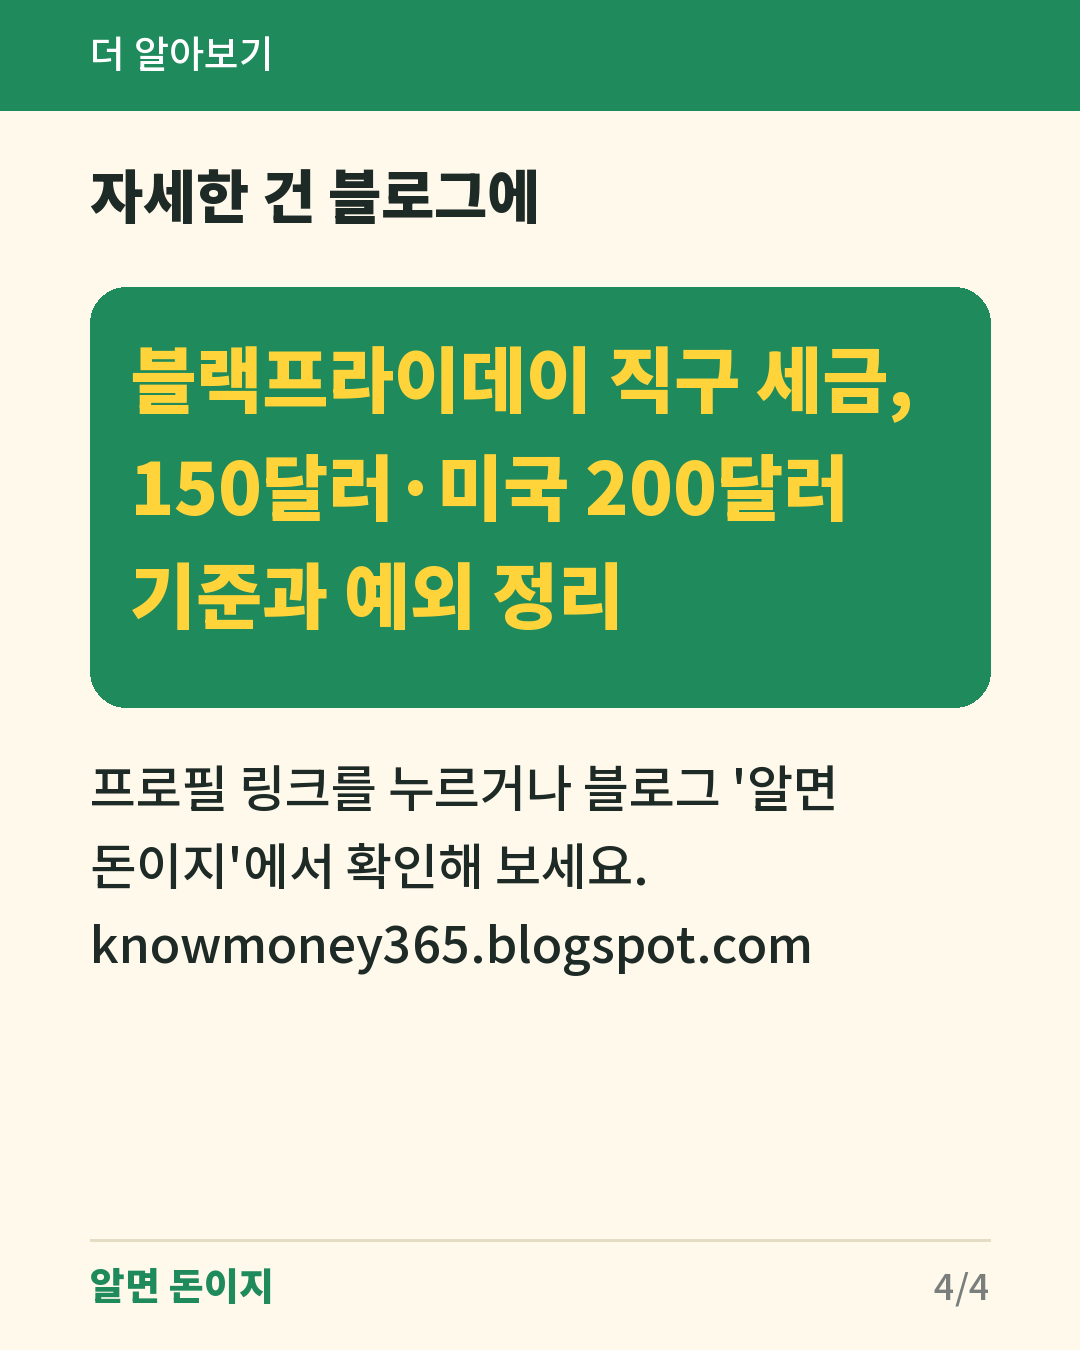 더 알아보기
자세한 건 블로그에
블랙프라이데이 직구 세금,
150달러·미국 200달러
기준과 예외 정리
프로필 링크를 누르거나 블로그 '알면
돈이지'에서 확인해 보세요.
knowmoney365.blogspot.com
알면 돈이지
4/4